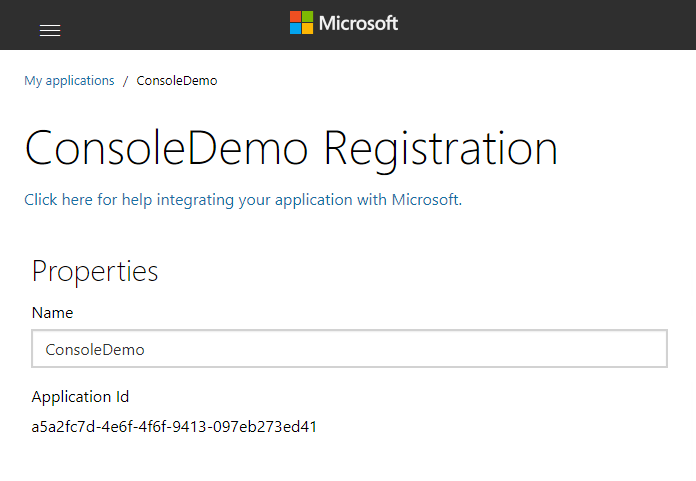 Microsoft
My applications / ConsoleDemo
ConsoleDemo Registration
Click here for help integrating your application with Microsoft.
Properties
Name
ConsoleDemo
Application Id
a5a2fc7d-4e6f-4f6f-9413-097eb273ed41